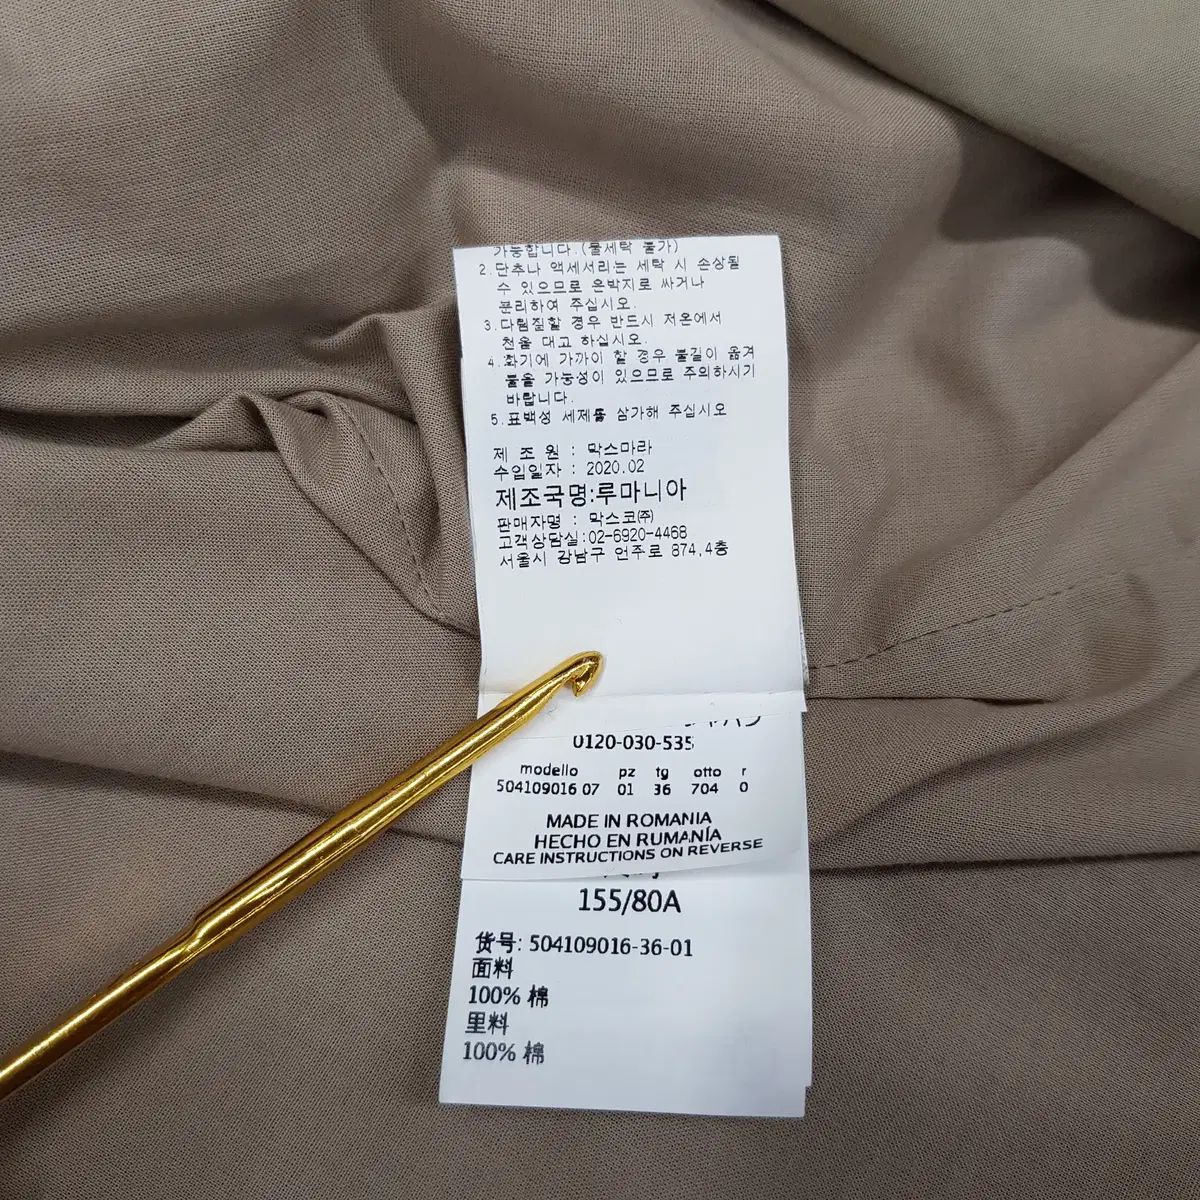 가능합니다.(물세탁 불가)
2.단추나 액세서리는 세탁 시 손상될
수 있으므로 은박지로 싸거나
분리하여 주십시오.
3.다림질할 경우 반드시 저온에서
천을 대고 하십시오.
4.화기에 가까이 할 경우 불길이 옮겨
붙을 가능성이 있으므로 주의하시기
바랍니다.
5.표백성 세제를 삼가해 주십시오
제 조 원 : 막스마라
수입일자 : 2020.02
제조국명:루마니아
판매자명 : 막스코㈜
고객상담실:02-6920-4468
서울시 강남구 언주로 874,4층
0120-030-535
modello pz tg otto r
504109016 07 01 36 704 0
MADE IN ROMANIA
HECHO EN RUMANÍA
CARE INSTRUCTIONS ON REVERSE
155/80A
货号: 504109016-36-01
面料
100% 棉
里料
100% 棉